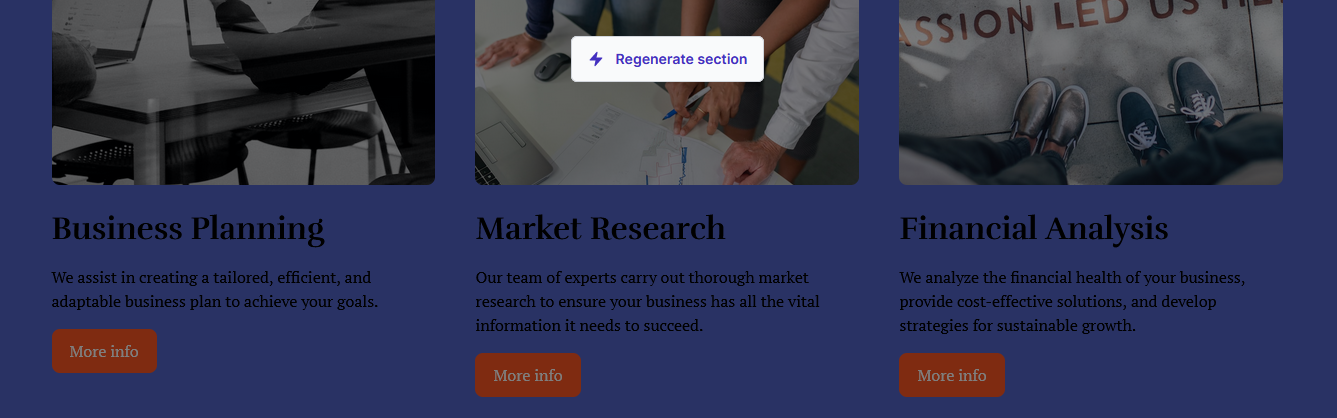 SSION LED US
Regenerate section
Business Planning
We assist in creating a tailored, efficient, and
adaptable business plan to achieve your goals.
More info
Market Research
Our team of experts carry out thorough market
research to ensure your business has all the vital
information it needs to succeed.
More info
Financial Analysis
We analyze the financial health of your business,
provide cost-effective solutions, and develop
strategies for sustainable growth.
More info